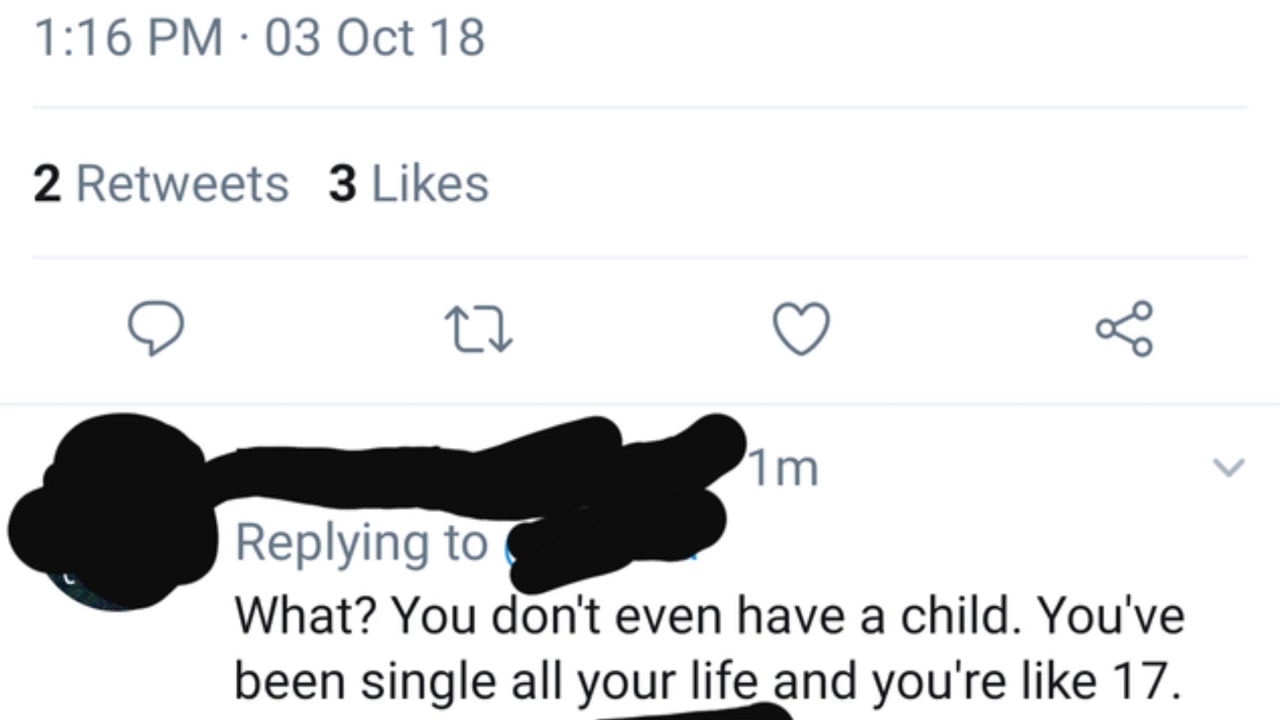 1:16 PM · 03 Oct 18
2 Retweets 3 Likes
1m
Replying to
What? You don't even have a child. You've
been single all your life and you're like 17.